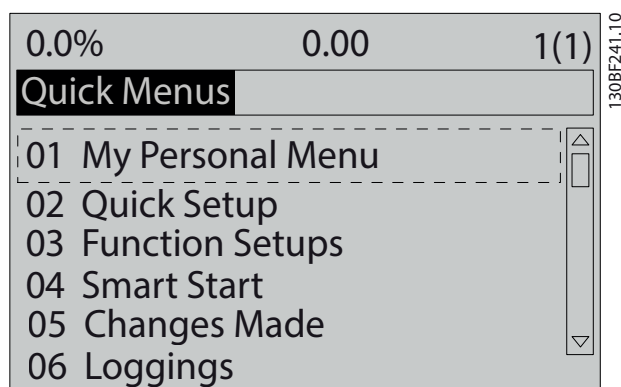 0.0% 0.00 1(1)
Quick Menus
01 My Personal Menu
02 Quick Setup
03 Function Setups
04 Smart Start
05 Changes Made
06 Loggings
130BF241.10